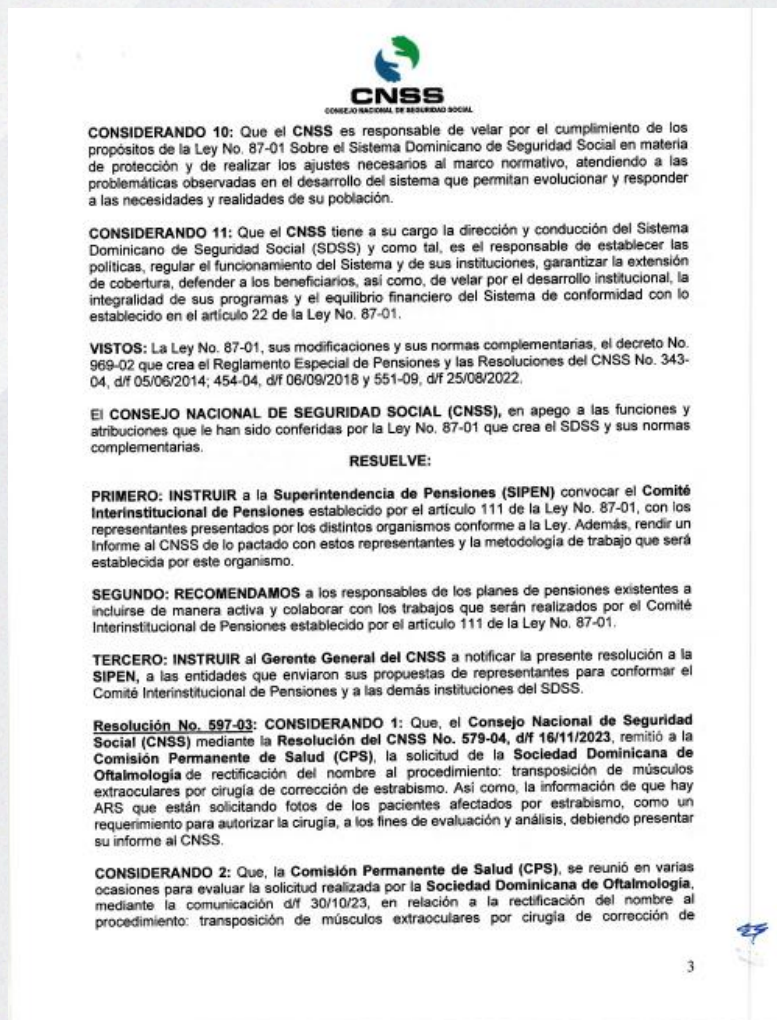 CNSS
CONSEJO NACIONAL DE SEGURIDAD SOCIAL
CONSIDERANDO 10: Que el CNSS es responsable de velar por el cumplimiento de los
propósitos de la Ley No. 87-01 Sobre el Sistema Dominicano de Seguridad Social en materia
de protección y de realizar los ajustes necesarios al marco normativo, atendiendo a las
problemáticas observadas en el desarrollo del sistema que permitan evolucionar y responder
a las necesidades y realidades de su población.
CONSIDERANDO 11: Que el CNSS tiene a su cargo la dirección y conducción del Sistema
Dominicano de Seguridad Social (SDSS) y como tal, es el responsable de establecer las
políticas, regular el funcionamiento del Sistema y de sus instituciones, garantizar la extensión
de cobertura, defender a los beneficiarios, así como, de velar por el desarrollo institucional, la
integralidad de sus programas y el equilibrio financiero del Sistema de conformidad con lo
establecido en el artículo 22 de la Ley No. 87-01.
VISTOS: La Ley No. 87-01, sus modificaciones y sus normas complementarias, el decreto No.
969-02 que crea el Reglamento Especial de Pensiones y las Resoluciones del CNSS No. 343-
04, d/f 05/06/2014; 454-04, d/f 06/09/2018 y 551-09, d/f 25/08/2022.
El CONSEJO NACIONAL DE SEGURIDAD SOCIAL (CNSS), en apego a las funciones y
atribuciones que le han sido conferidas por la Ley No. 87-01 que crea el SDSS y sus normas
complementarias.
RESUELVE:
PRIMERO: INSTRUIR a la Superintendencia de Pensiones (SIPEN) convocar el Comité
Interinstitucional de Pensiones establecido por el artículo 111 de la Ley No. 87-01, con los
representantes presentados por los distintos organismos conforme a la Ley. Además, rendir un
Informe al CNSS de lo pactado con estos representantes y la metodología de trabajo que será
establecida por este organismo.
SEGUNDO: RECOMENDAMOS a los responsables de los planes de pensiones existentes a
incluirse de manera activa y colaborar con los trabajos que serán realizados por el Comité
Interinstitucional de Pensiones establecido por el artículo 111 de la Ley No. 87-01.
TERCERO: INSTRUIR al Gerente General del CNSS a notificar la presente resolución a la
SIPEN, a las entidades que enviaron sus propuestas de representantes para conformar el
Comité Interinstitucional de Pensiones y a las demás instituciones del SDSS.
Resolución No. 597-03: CONSIDERANDO 1: Que, el Consejo Nacional de Seguridad
Social (CNSS) mediante la Resolución del CNSS No. 579-04, d/f 16/11/2023, remitió a la
Comisión Permanente de Salud (CPS), la solicitud de la Sociedad Dominicana de
Oftalmología de rectificación del nombre al procedimiento: transposición de músculos
extraoculares por cirugía de corrección de estrabismo. Así como, la información de que hay
ARS que están solicitando fotos de los pacientes afectados por estrabismo, como un
requerimiento para autorizar la cirugía, a los fines de evaluación y análisis, debiendo presentar
su informe al CNSS.
CONSIDERANDO 2: Que, la Comisión Permanente de Salud (CPS), se reunió en varias
ocasiones para evaluar la solicitud realizada por la Sociedad Dominicana de Oftalmología,
mediante la comunicación d/f 30/10/23, en relación a la rectificación del nombre al
procedimiento: transposición de músculos extraoculares por cirugía de corrección de
3